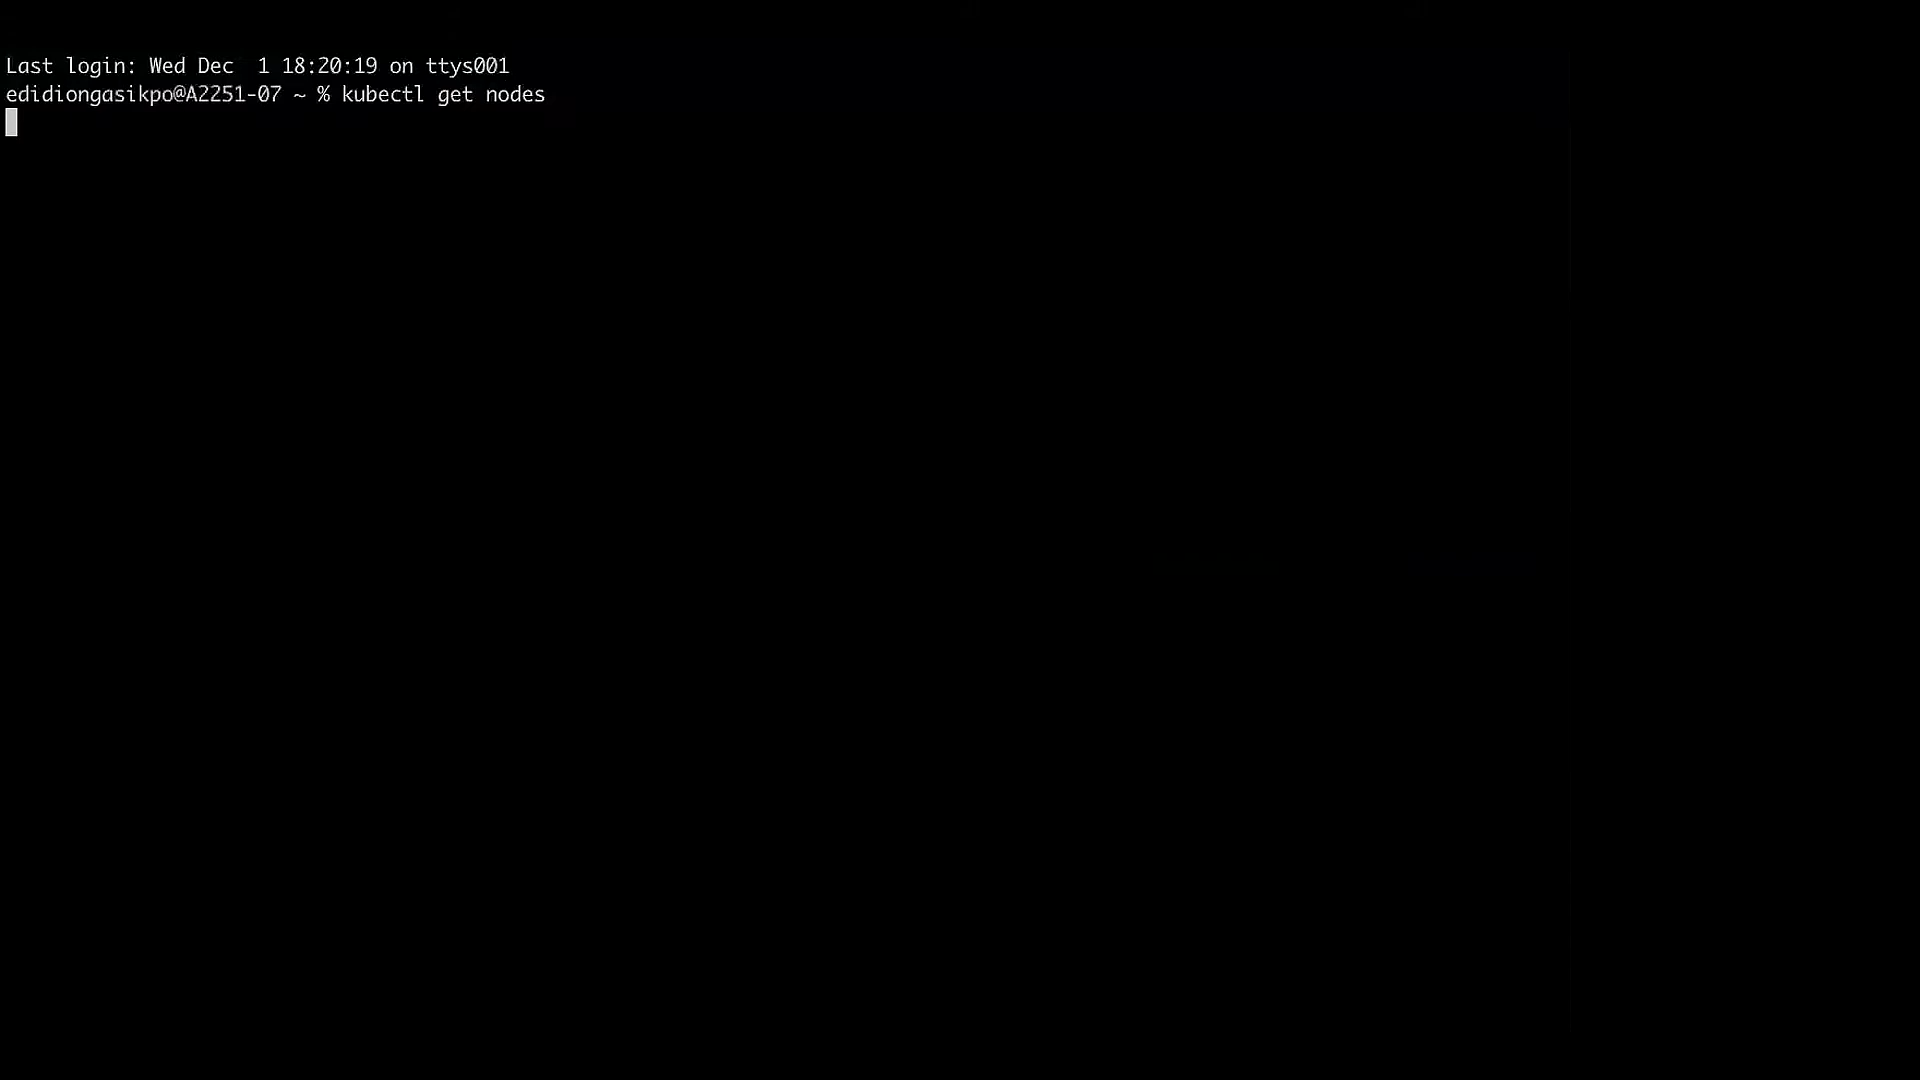 Last login: Wed Dec  1 18:20:19 on ttys001
edidiongasikpo@A2251-07 ~ % kubectl get nodes